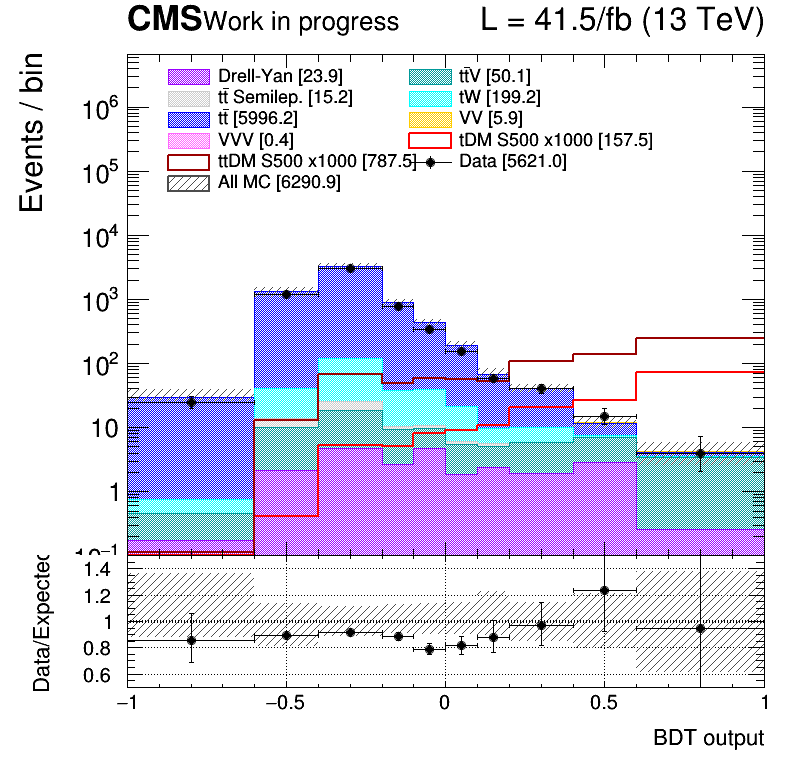 CMS Work in progress L = 41.5/fb (13 TeV)
Events / bin
Drell-Yan [23.9] tt̄V [50.1]
tt̄ Semilep. [15.2] tW [199.2]
tt̄ [5996.2] VV [5.9]
VVV [0.4] tDM S500 x1000 [157.5]
ttDM S500 x1000 [787.5] Data [5621.0]
All MC [6290.9]
10⁶
10⁵
10⁴
10³
10²
10
1
10⁻¹
Data/Expected
1.4
1.2
1
0.8
0.6
−1 −0.5 0 0.5 1
BDT output